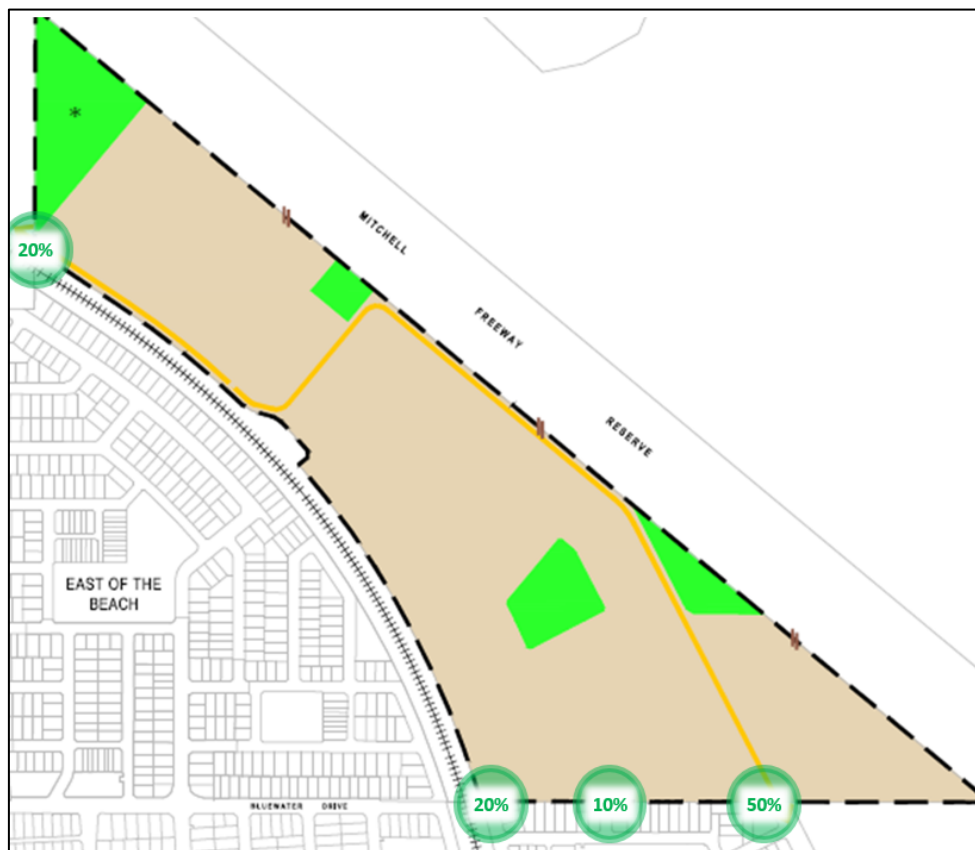 *
MITCHELL
20%
FREEWAY
RESERVE
EAST OF THE
BEACH
BLUEWATER DRIVE
20%
10%
50%